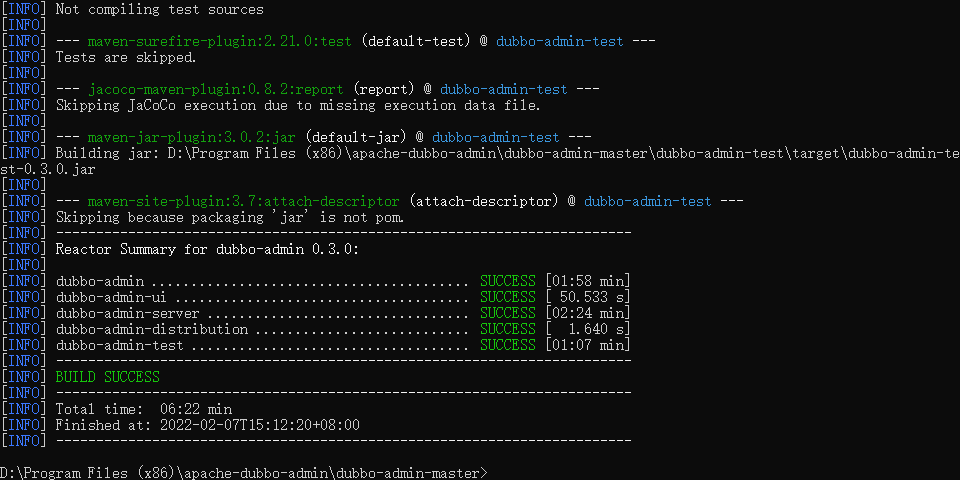 [INFO] Not compiling test sources
[INFO]
[INFO] --- maven-surefire-plugin:2.21.0:test (default-test) @ dubbo-admin-test ---
[INFO] Tests are skipped.
[INFO]
[INFO] --- jacoco-maven-plugin:0.8.2:report (report) @ dubbo-admin-test ---
[INFO] Skipping JaCoCo execution due to missing execution data file.
[INFO]
[INFO] --- maven-jar-plugin:3.0.2:jar (default-jar) @ dubbo-admin-test ---
[INFO] Building jar: D:\Program Files (x86)\apache-dubbo-admin\dubbo-admin-master\dubbo-admin-test\target\dubbo-admin-te
st-0.3.0.jar
[INFO]
[INFO] --- maven-site-plugin:3.7:attach-descriptor (attach-descriptor) @ dubbo-admin-test ---
[INFO] Skipping because packaging 'jar' is not pom.
[INFO] ------------------------------------------------------------------------
[INFO] Reactor Summary for dubbo-admin 0.3.0:
[INFO]
[INFO] dubbo-admin ........................................ SUCCESS [01:58 min]
[INFO] dubbo-admin-ui ..................................... SUCCESS [ 50.533 s]
[INFO] dubbo-admin-server ................................. SUCCESS [02:24 min]
[INFO] dubbo-admin-distribution ........................... SUCCESS [  1.640 s]
[INFO] dubbo-admin-test ................................... SUCCESS [01:07 min]
[INFO] ------------------------------------------------------------------------
[INFO] BUILD SUCCESS
[INFO] ------------------------------------------------------------------------
[INFO] Total time:  06:22 min
[INFO] Finished at: 2022-02-07T15:12:20+08:00
[INFO] ------------------------------------------------------------------------
D:\Program Files (x86)\apache-dubbo-admin\dubbo-admin-master>